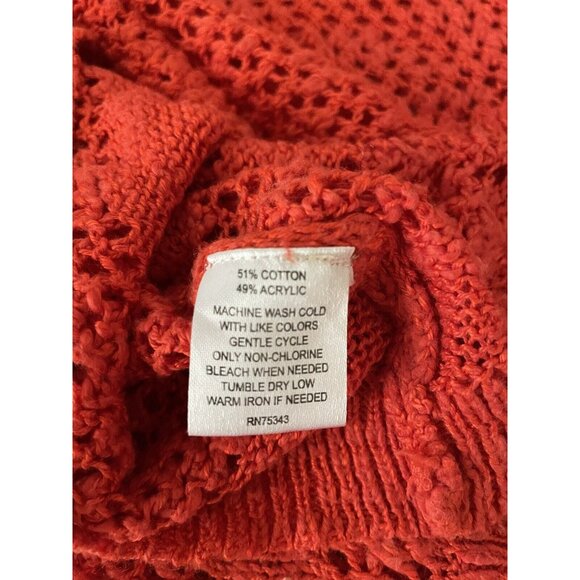 51% COTTON
49% ACRYLIC
MACHINE WASH COLD
WITH LIKE COLORS
GENTLE CYCLE
ONLY NON-CHLORINE
BLEACH WHEN NEEDED
TUMBLE DRY LOW
WARM IRON IF NEEDED
RN75343